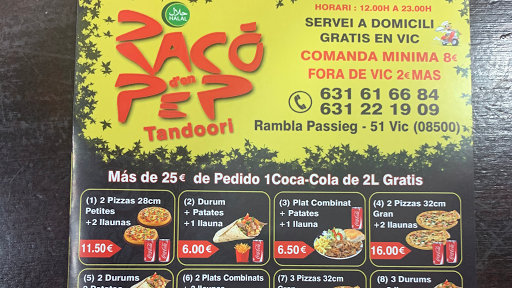 HALAL
HORARI : 12.00H A 23.00H
SERVEI A DOMICILI
GRATIS EN VIC
COMANDA MINIMA 8€
FORA DE VIC 2€ MAS
RACÓ
d'en
PEP
Tandoori
631 61 66 84
631 22 19 09
Rambla Passieg - 51 Vic (08500)
Más de 25€ de Pedido 1Coca-Cola de 2L Gratis
(1) 2 Pizzas 28cm
Petites
+2 llaunas
11.50€
(2) Durum
+ Patates
+1 llauna
6.00€
(3) Plat Combinat
+ Patates
+1 llauna
6.50€
(4) 2 Pizzas 32cm
Gran
+2 llaunas
16.00€
(5) 2 Durums
(6) 2 Plats Combinats
(7) 3 Pizzas 32cm
(8) 3 Durums